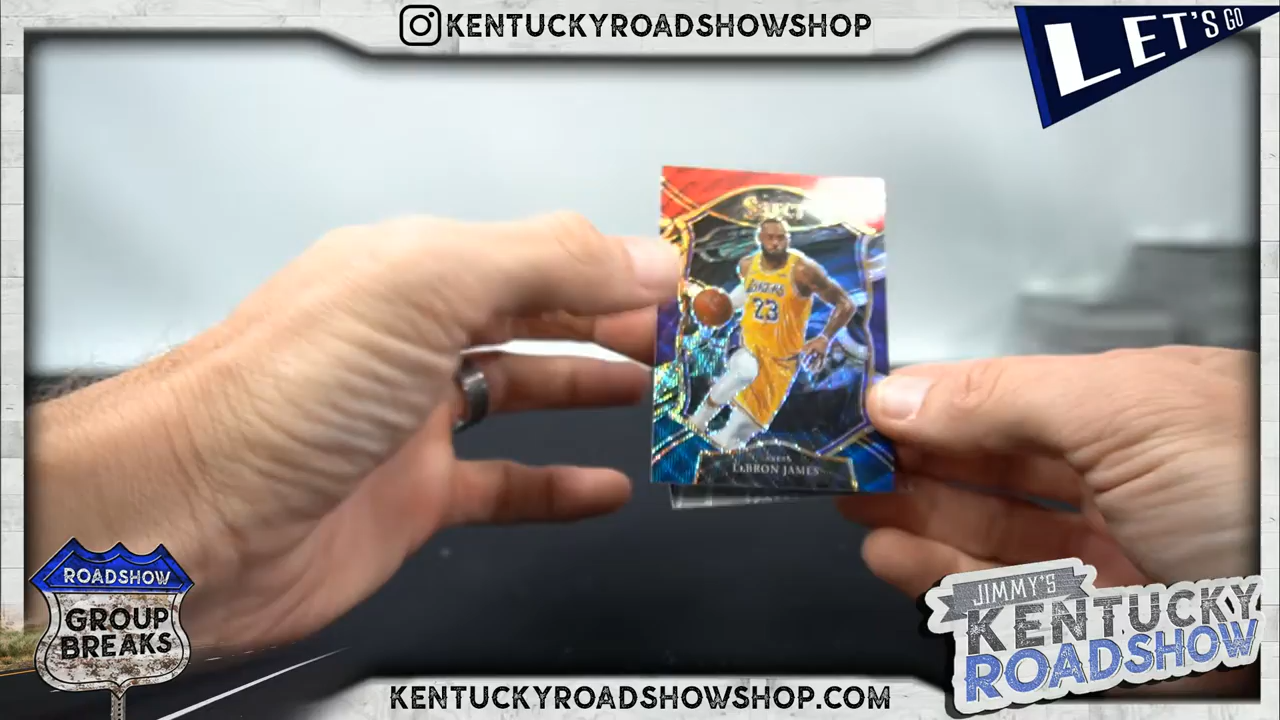 KENTUCKYROADSHOWSHOP
LET'S GO
SELECT
LAKERS
23
LEBRON JAMES
ROADSHOW
GROUP
BREAKS
JIMMY'S
KENTUCKY
ROADSHOW
KENTUCKYROADSHOWSHOP.COM